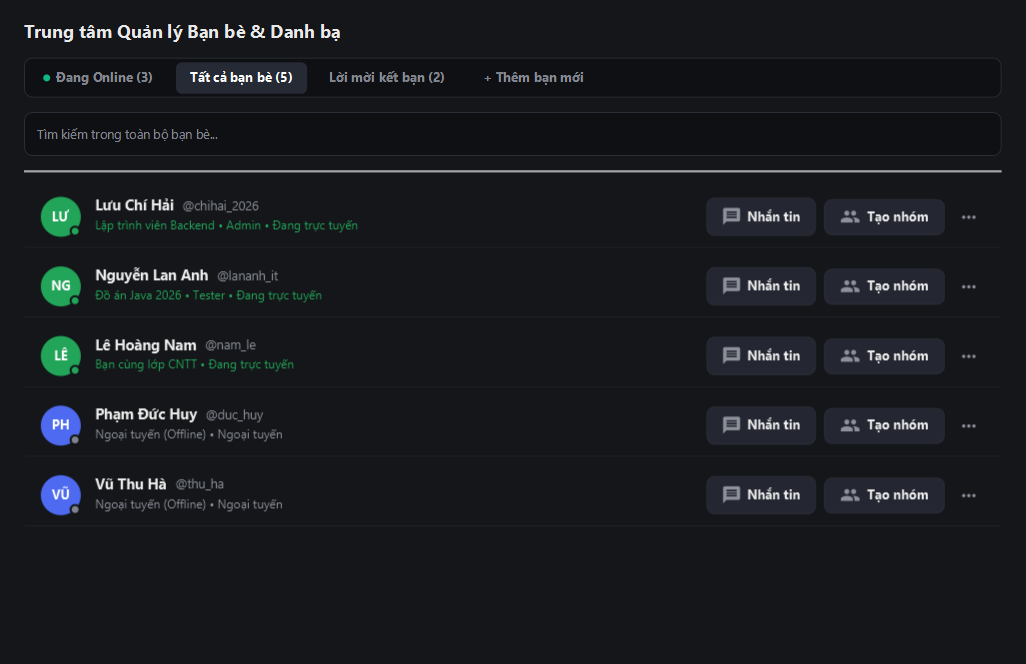 Trung tâm Quản lý Bạn bè & Danh bạ
Đang Online (3) Tất cả bạn bè (5) Lời mời kết bạn (2) + Thêm bạn mới
Tìm kiếm trong toàn bộ bạn bè...
LƯ Lưu Chí Hải @chihai_2026 Nhắn tin Tạo nhóm
Lập trình viên Backend • Admin • Đang trực tuyến
NG Nguyễn Lan Anh @lananh_it Nhắn tin Tạo nhóm
Đồ án Java 2026 • Tester • Đang trực tuyến
LÊ Lê Hoàng Nam @nam_le Nhắn tin Tạo nhóm
Bạn cùng lớp CNTT • Đang trực tuyến
PH Phạm Đức Huy @duc_huy Nhắn tin Tạo nhóm
Ngoại tuyến (Offline) • Ngoại tuyến
VŨ Vũ Thu Hà @thu_ha Nhắn tin Tạo nhóm
Ngoại tuyến (Offline) • Ngoại tuyến